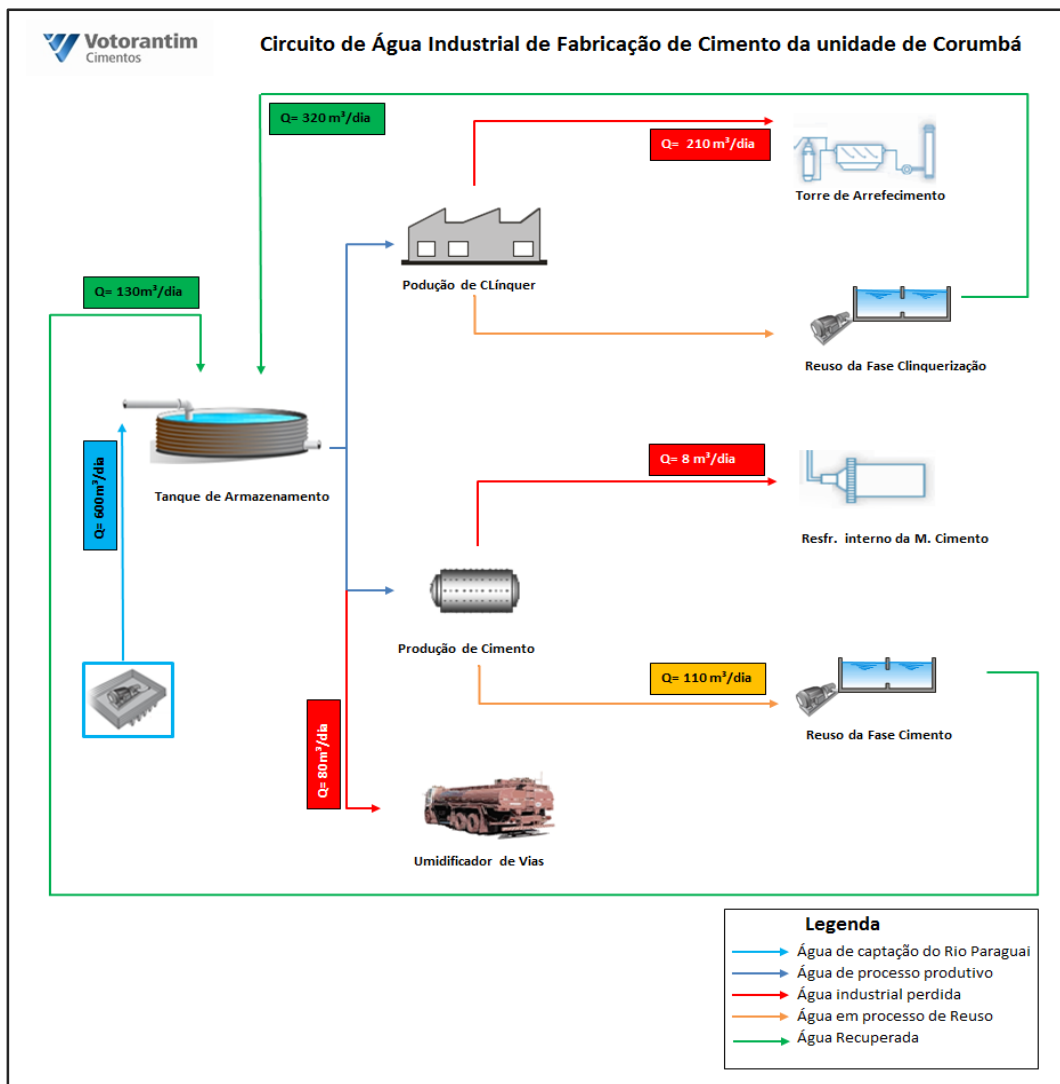 Votorantim
Cimentos
Circuito de Água Industrial de Fabricação de Cimento da unidade de Corumbá
Q= 320 m³/dia
Q= 210 m³/dia
Torre de Arrefecimento
Podução de CLínquer
Q= 130m³/dia
Reuso da Fase Clinquerização
Q= 600m³/dia
Tanque de Armazenamento
Q= 8 m³/dia
Resfr. interno da M. Cimento
Produção de Cimento
Q= 110 m³/dia
Reuso da Fase Cimento
Q= 80m³/dia
Umidificador de Vias
Legenda
Água de captação do Rio Paraguai
Água de processo produtivo
Água industrial perdida
Água em processo de Reuso
Água Recuperada